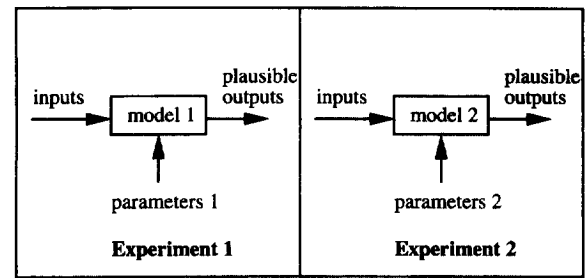 plausible
outputs
inputs
model 1
parameters 1
Experiment 1
plausible
outputs
inputs
model 2
parameters 2
Experiment 2